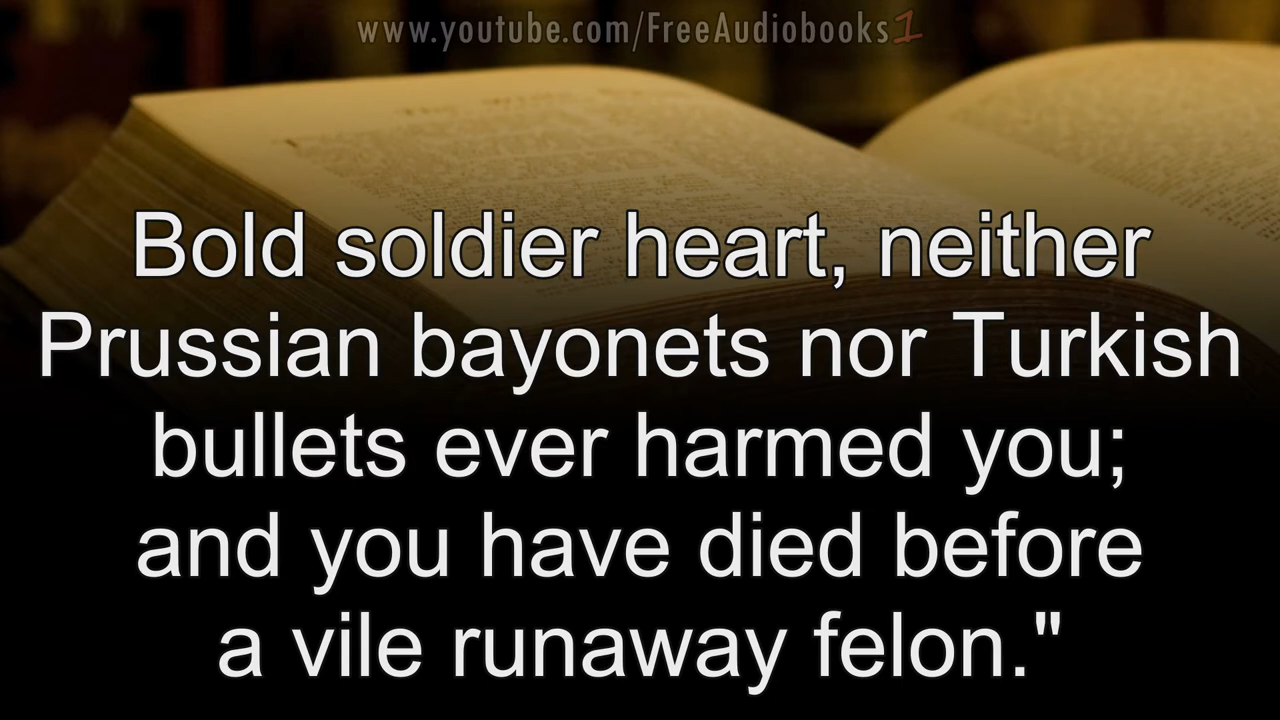 www.youtube.com/FreeAudiobooks1
Bold soldier heart, neither
Prussian bayonets nor Turkish
bullets ever harmed you;
and you have died before
a vile runaway felon."